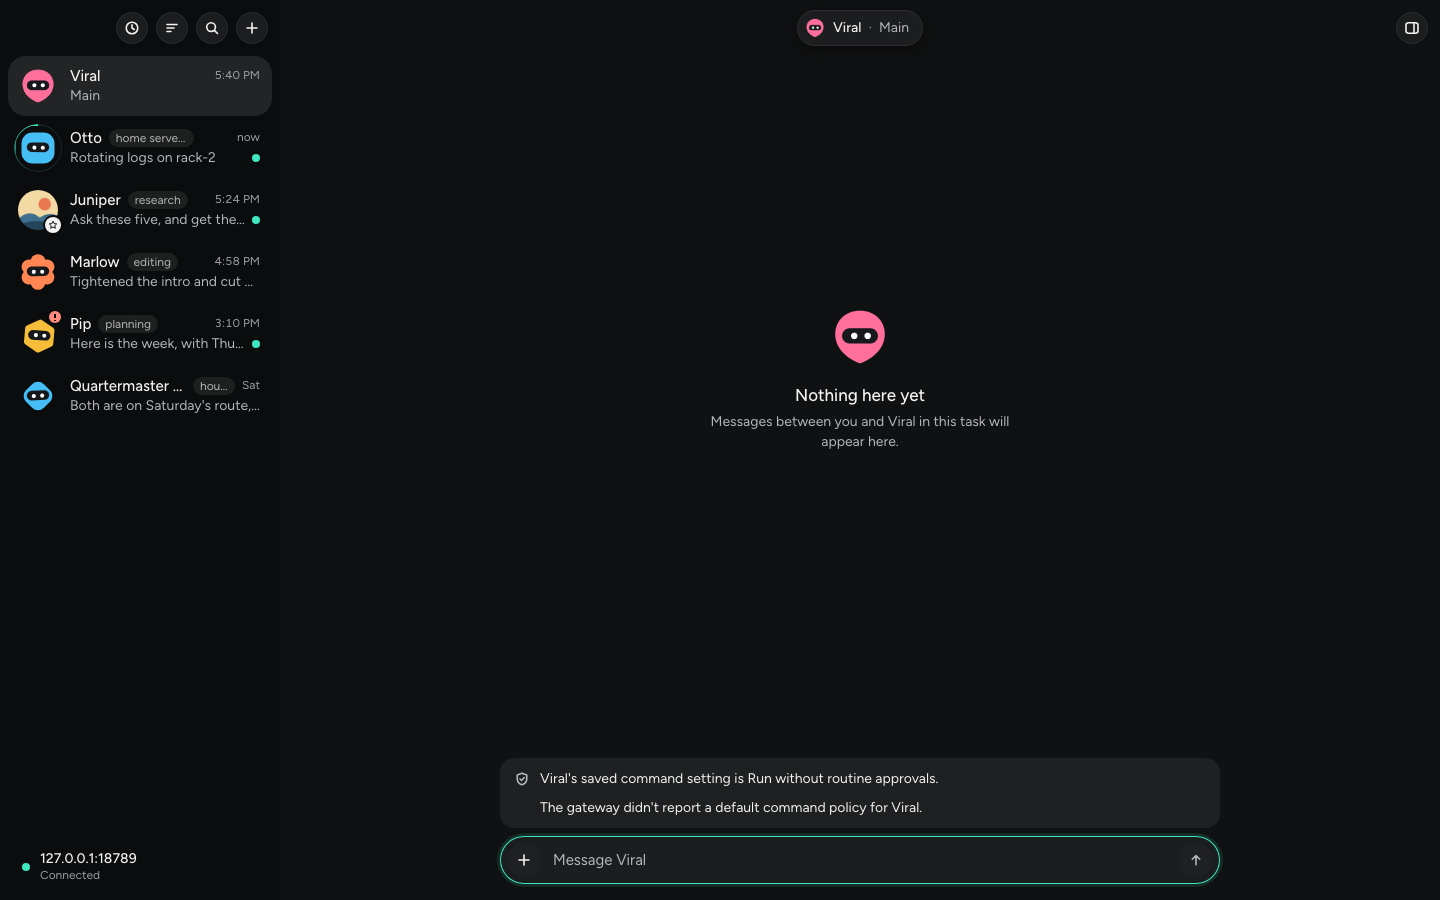 Viral
5:40 PM
Main
Otto
home serve…
now
Rotating logs on rack-2
Juniper
research
5:24 PM
Ask these five, and get the…
Marlow
editing
4:58 PM
Tightened the intro and cut …
Pip
planning
3:10 PM
Here is the week, with Thu…
Quartermaster …
hou…
Sat
Both are on Saturday's route,…
127.0.0.1:18789
Connected
Viral · Main
Nothing here yet
Messages between you and Viral in this task will
appear here.
Viral's saved command setting is Run without routine approvals.
The gateway didn't report a default command policy for Viral.
Message Viral